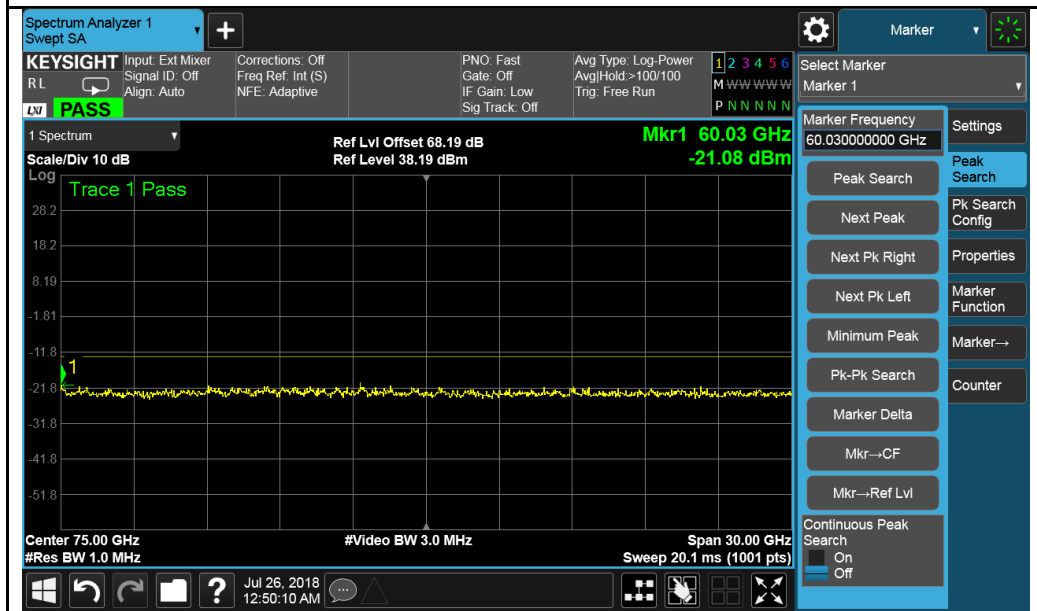 Spectrum Analyzer 1
Swept SA
+
Marker
KEYSIGHT
Input: Ext Mixer
Signal ID: Off
Align: Auto
RL
LXI
PASS
Corrections: Off
Freq Ref: Int (S)
NFE: Adaptive
PNO: Fast
Gate: Off
IF Gain: Low
Sig Track: Off
Avg Type: Log-Power
Avg|Hold:>100/100
Trig: Free Run
1 2 3 4 5 6
M W W W W W
P N N N N N
Select Marker
Marker 1
1 Spectrum
Scale/Div 10 dB
Ref Lvl Offset 68.19 dB
Ref Level 38.19 dBm
Mkr1 60.03 GHz
-21.08 dBm
Log
Trace 1 Pass
28.2
18.2
8.19
-1.81
-11.8
1
-21.8
-31.8
-41.8
-51.8
Center 75.00 GHz
#Res BW 1.0 MHz
#Video BW 3.0 MHz
Span 30.00 GHz
Sweep 20.1 ms (1001 pts)
Marker Frequency
60.030000000 GHz
Peak Search
Next Peak
Next Pk Right
Next Pk Left
Minimum Peak
Pk-Pk Search
Marker Delta
Mkr→CF
Mkr→Ref Lvl
Continuous Peak
Search
On
Off
Settings
Peak
Search
Pk Search
Config
Properties
Marker
Function
Marker→
Counter
?
Jul 26, 2018
12:50:10 AM